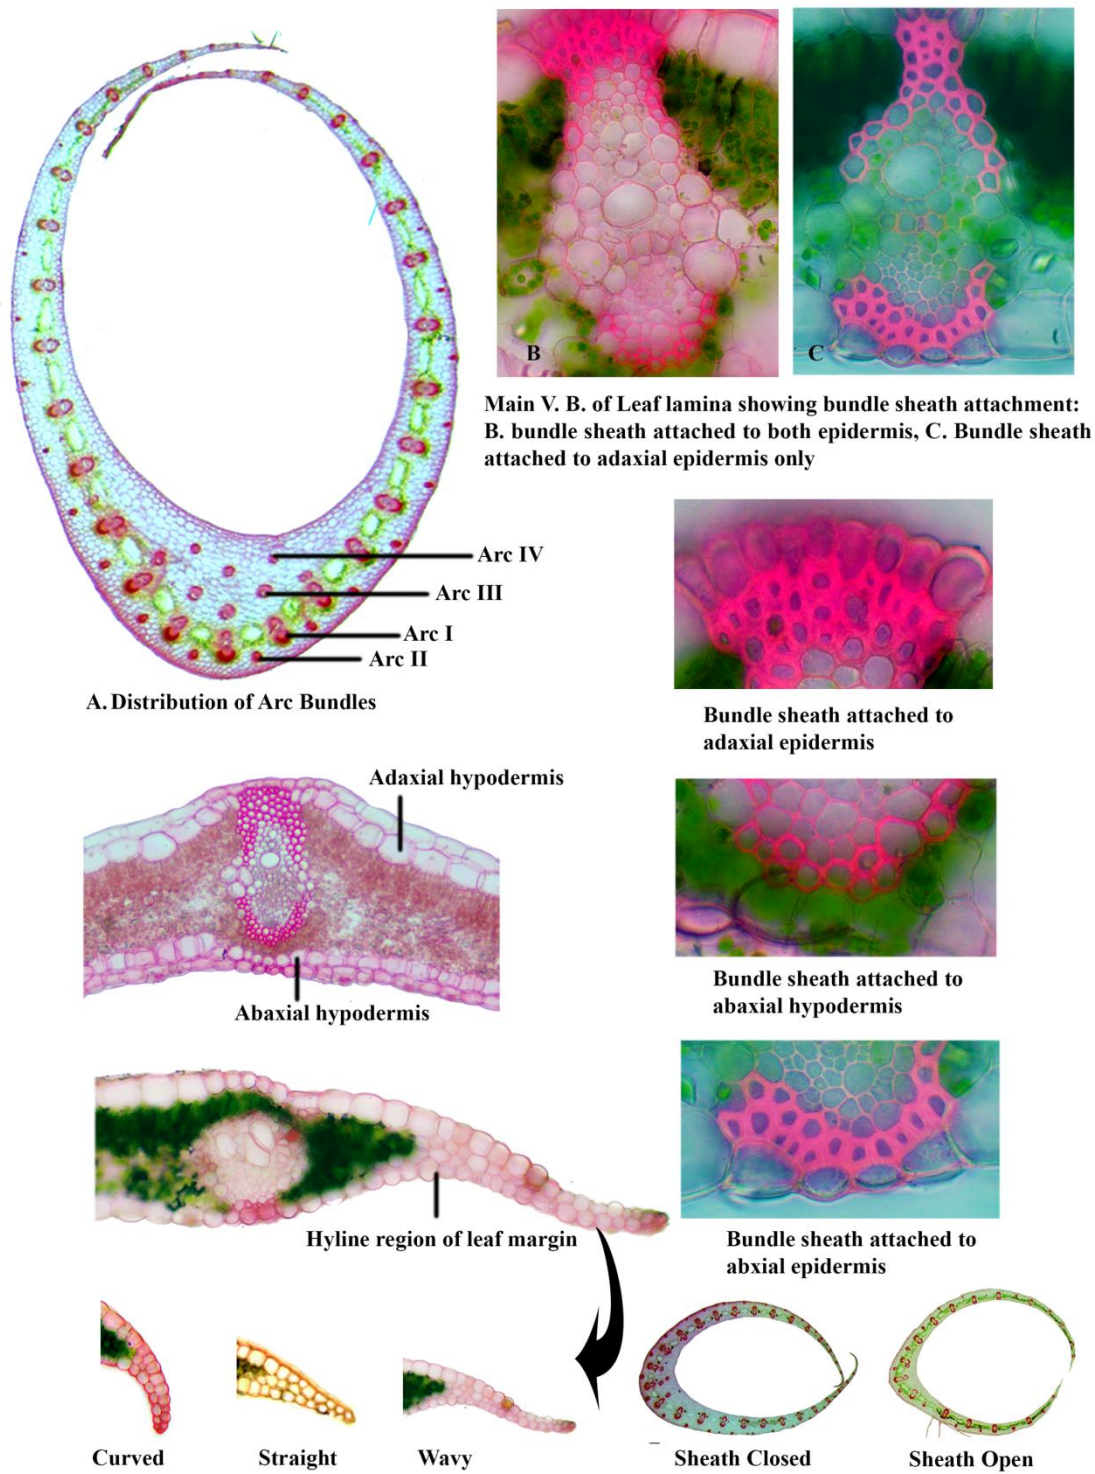 B
C
Main V. B. of Leaf lamina showing bundle sheath attachment:
B. bundle sheath attached to both epidermis, C. Bundle sheath
attached to adaxial epidermis only
Arc IV
Arc III
Arc I
Arc II
A. Distribution of Arc Bundles
Bundle sheath attached to
adaxial epidermis
Adaxial hypodermis
Abaxial hypodermis
Bundle sheath attached to
abaxial hypodermis
Hyline region of leaf margin
Bundle sheath attached to
abxial epidermis
Curved
Straight
Wavy
Sheath Closed
Sheath Open